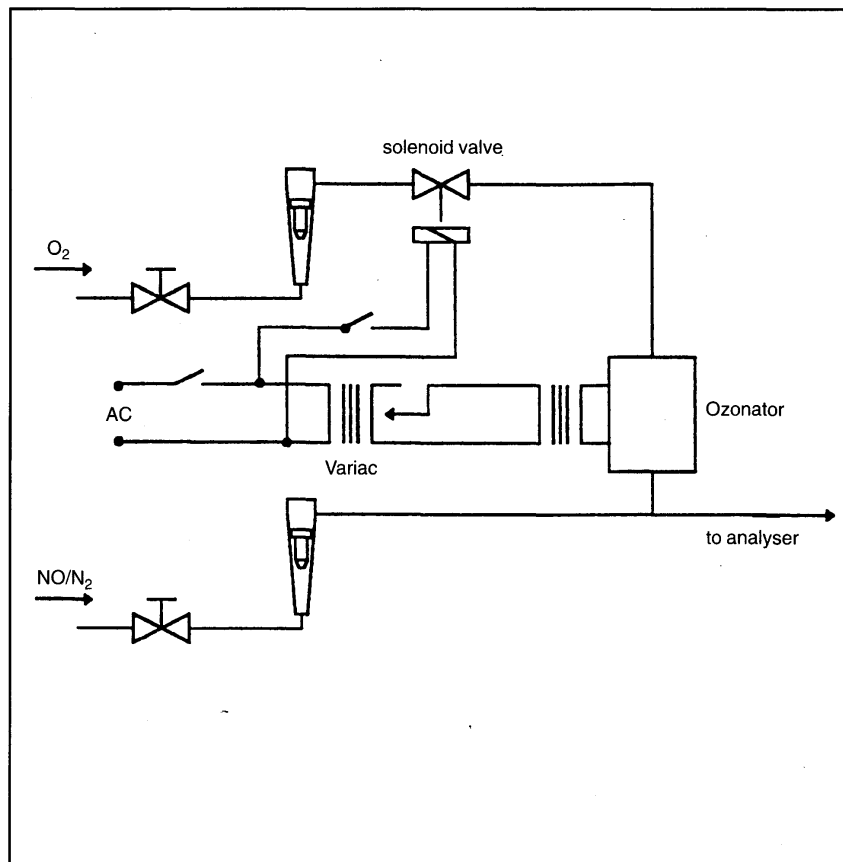 solenoid valve
O₂
AC
Ozonator
Variac
to analyser
NO/N₂